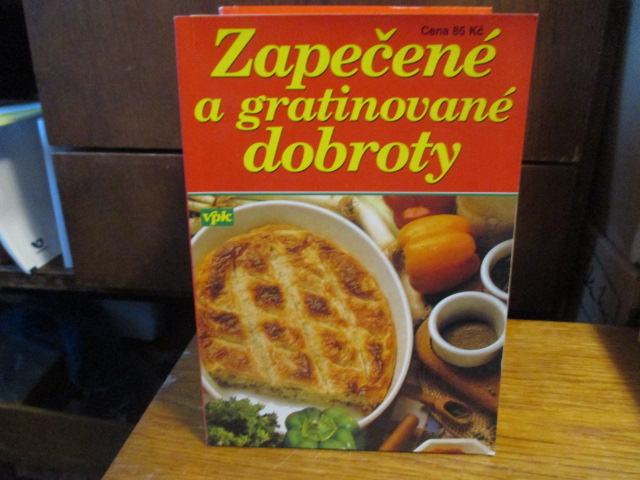 Cena 85 Kč
Zapečené
a gratinované
dobroty
vpk